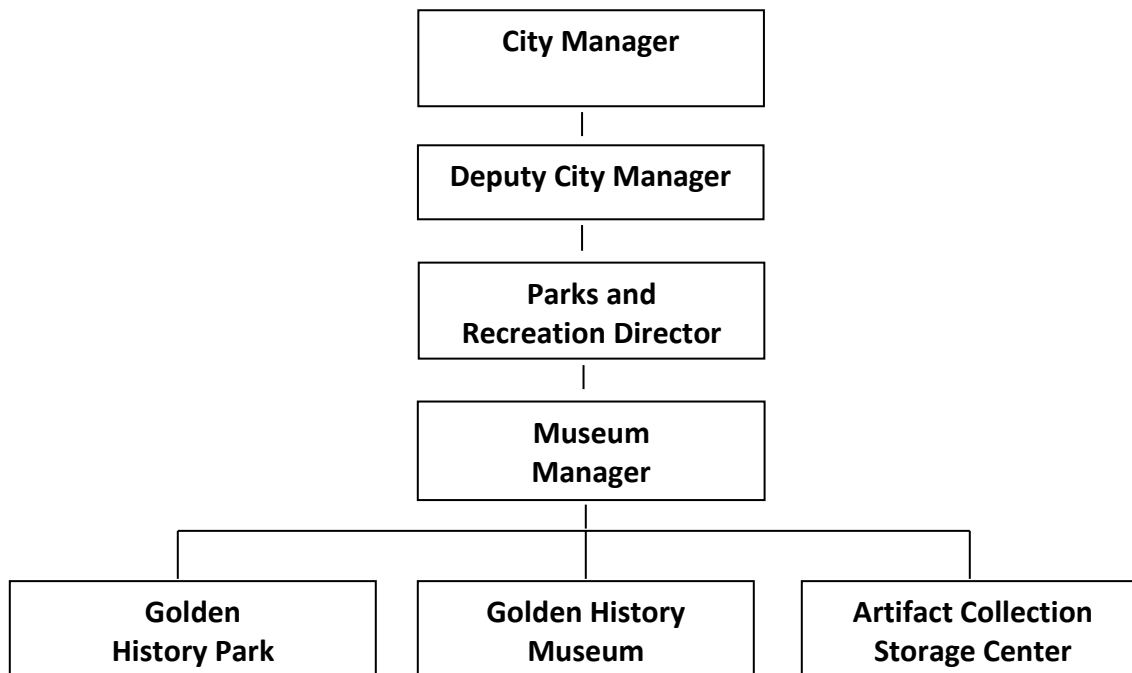 City Manager
Deputy City Manager
Parks and
Recreation Director
Museum
Manager
Golden
History Park
Golden History
Museum
Artifact Collection
Storage Center